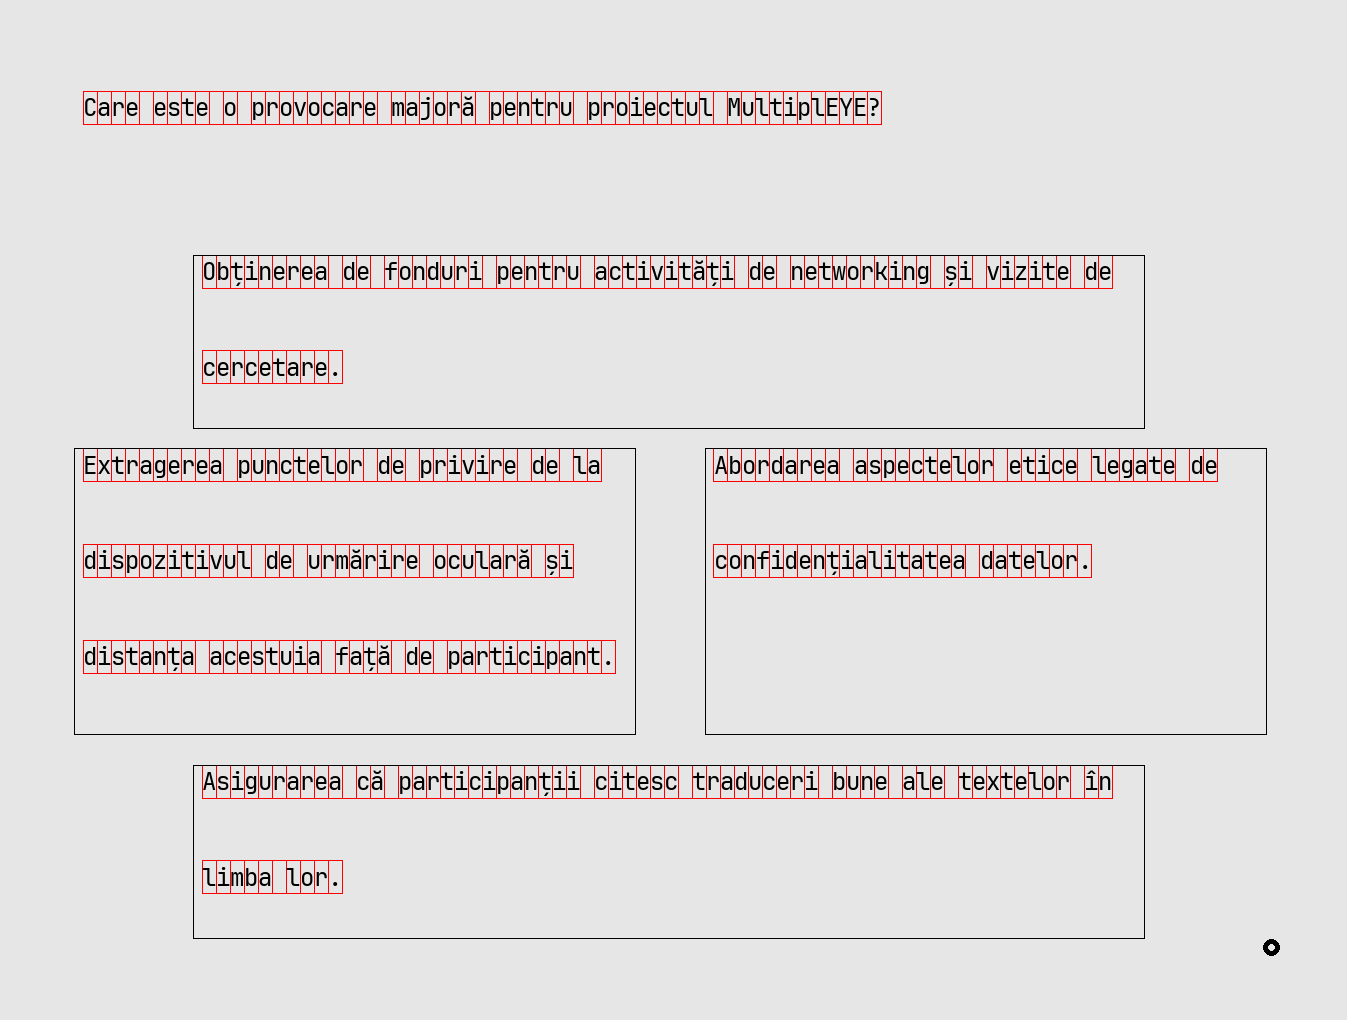 Care este o provocare majoră pentru proiectul MultiplEYE?
Obținerea de fonduri pentru activități de networking și vizite de
cercetare.
Extragerea punctelor de privire de la
dispozitivul de urmărire oculară și
distanța acestuia față de participant.
Abordarea aspectelor etice legate de
confidențialitatea datelor.
Asigurarea că participanții citesc traduceri bune ale textelor în
limba lor.